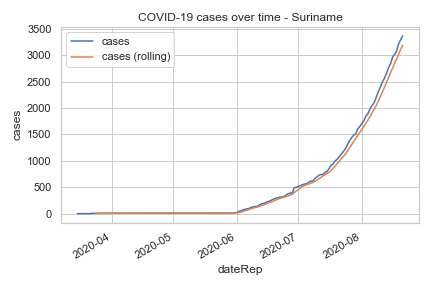 COVID-19 cases over time - Suriname
cases
cases (rolling)
3500
3000
2500
2000
1500
1000
500
0
cases
2020-04
2020-05
2020-06
2020-07
2020-08
dateRep